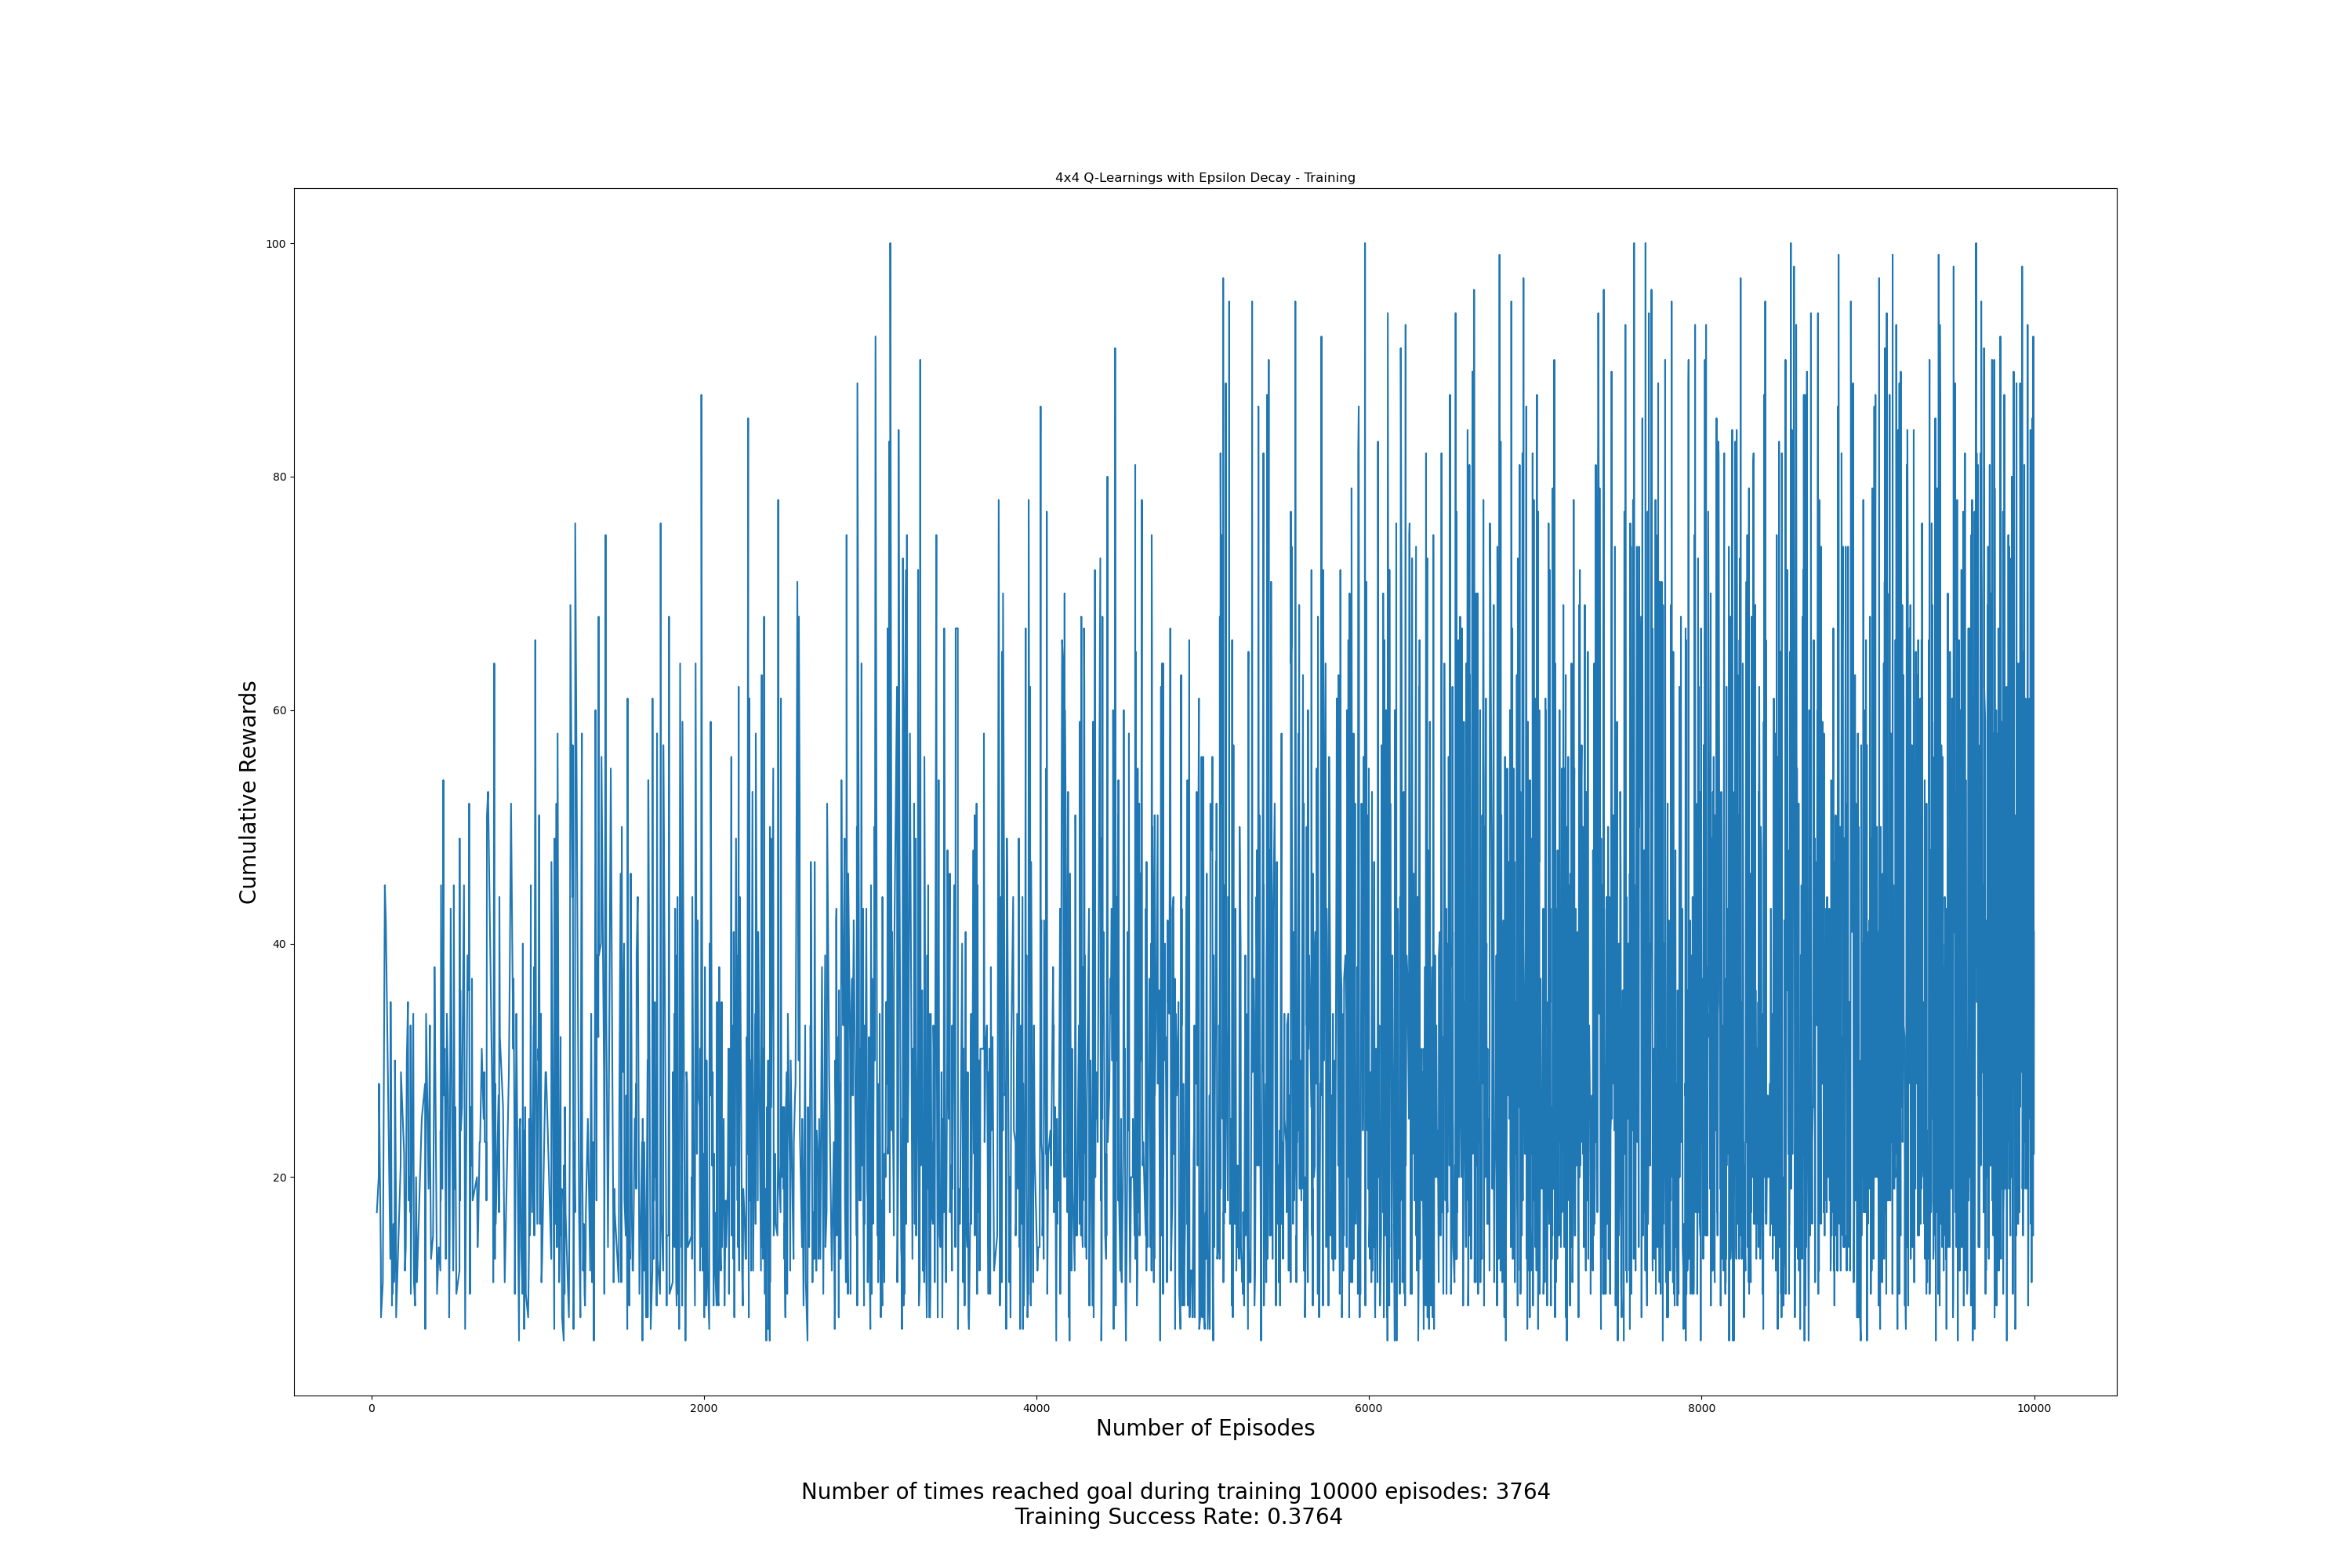 4x4 Q-Learnings with Epsilon Decay - Training
100
80
60
40
20
Cumulative Rewards
0 2000 4000 6000 8000 10000
Number of Episodes
Number of times reached goal during training 10000 episodes: 3764
Training Success Rate: 0.3764